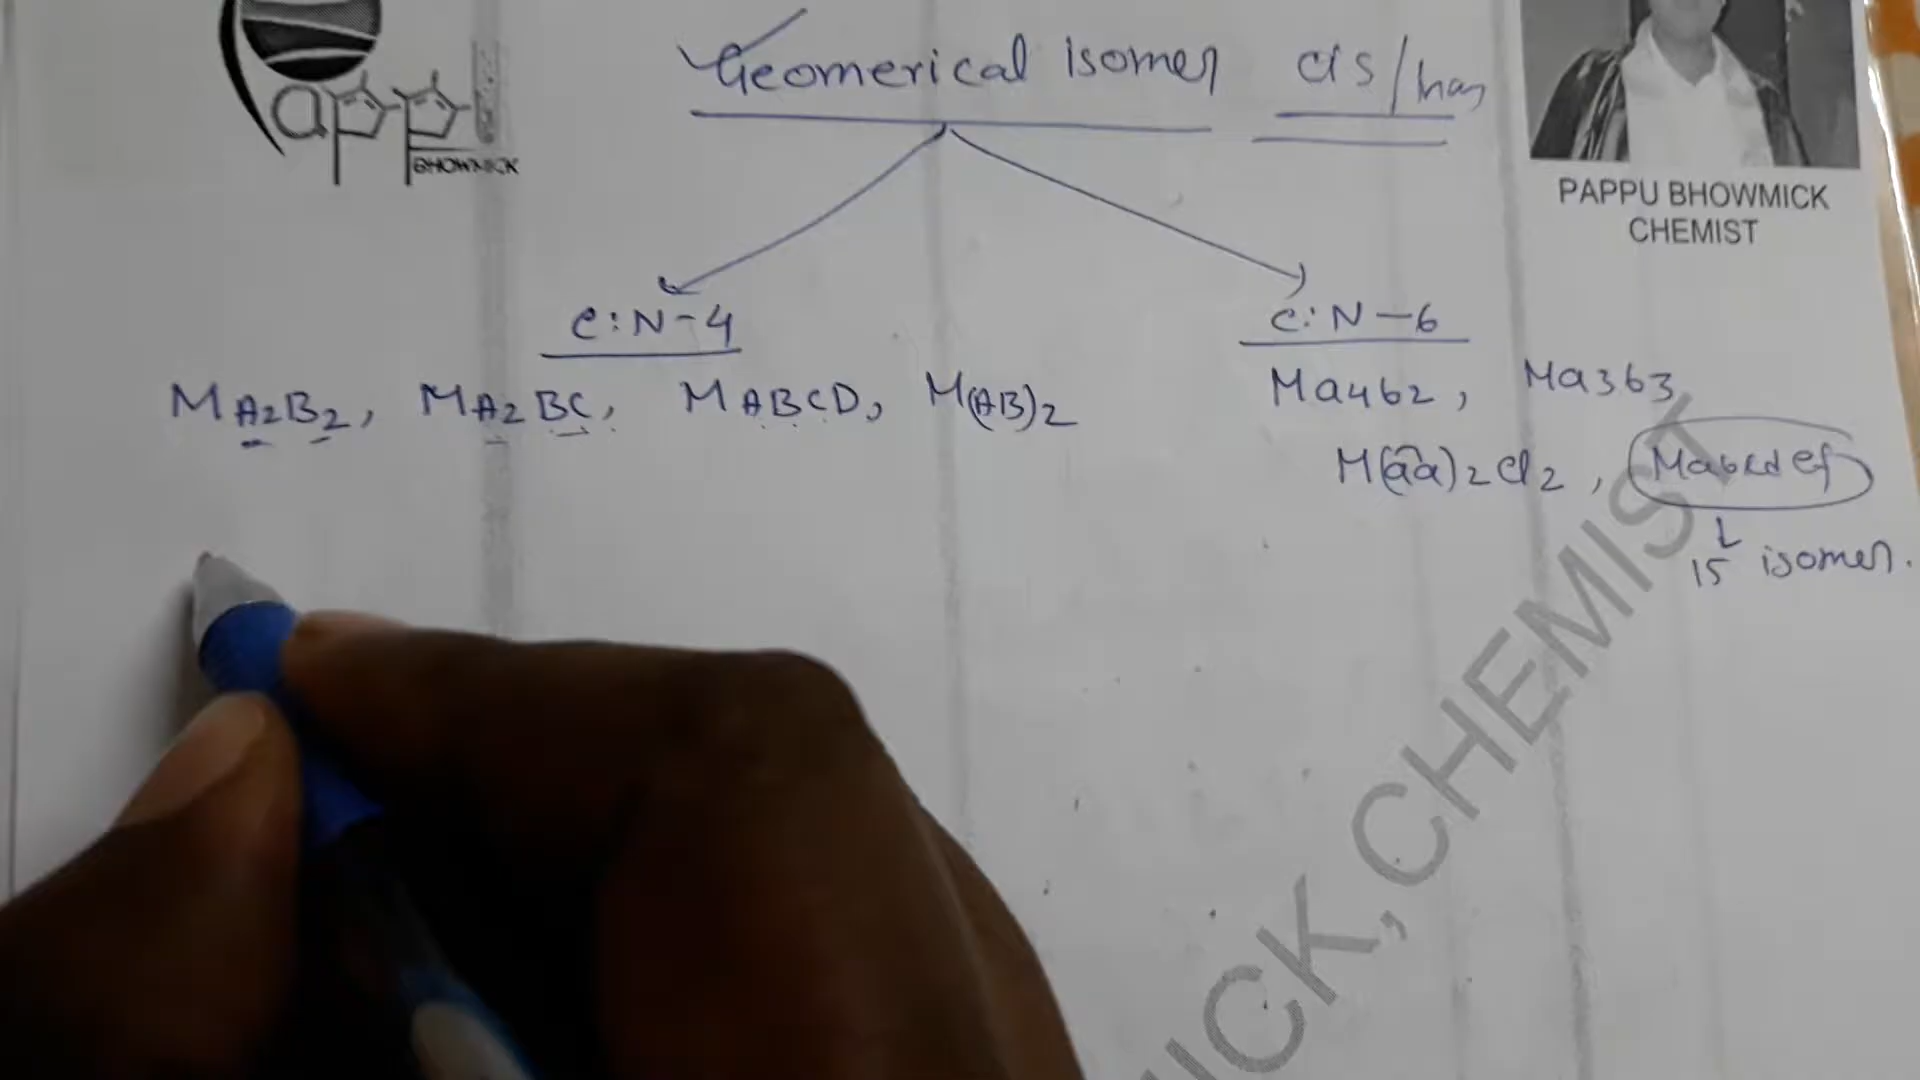 Geomerical isomer cis/trans
BHOWMICK
PAPPU BHOWMICK
CHEMIST
C:N-4
C:N-6
MA2B2, MA2BC, MABCD, M(AB)2
Ma4b2, Ma3b3
M(aa)2Cl2, Mabcdef
↓
15 isomer.
ICK, CHEMIST